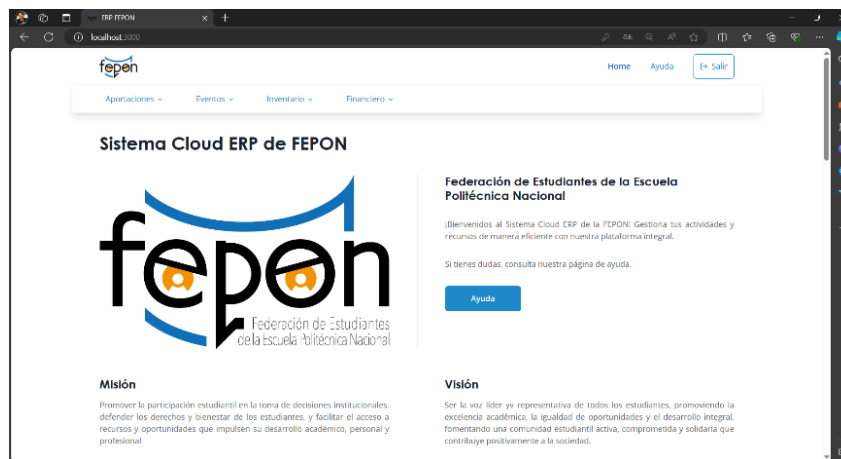 ERP FEPON
localhost:3000
fepon
Home Ayuda Salir
Aportaciones Eventos Inventario Financiero
Sistema Cloud ERP de FEPON
fepon
Federación de Estudiantes
de la Escuela Politécnica Nacional
Federación de Estudiantes de la Escuela
Politécnica Nacional
¡Bienvenidos al Sistema Cloud ERP de la FEPON! Gestiona tus actividades y
recursos de manera eficiente con nuestra plataforma integral.
Si tienes dudas, consulta nuestra página de ayuda.
Ayuda
Misión
Promover la participación estudiantil en la toma de decisiones institucionales,
defender los derechos y bienestar de los estudiantes, y facilitar el acceso a
recursos y oportunidades que impulsen su desarrollo académico, personal y
profesional
Visión
Ser la voz líder yv representativa de todos los estudiantes, promoviendo la
excelencia académica, la igualdad de oportunidades y el desarrollo integral,
fomentando una comunidad estudiantil activa, comprometida y solidaria que
contribuye positivamente a la sociedad.